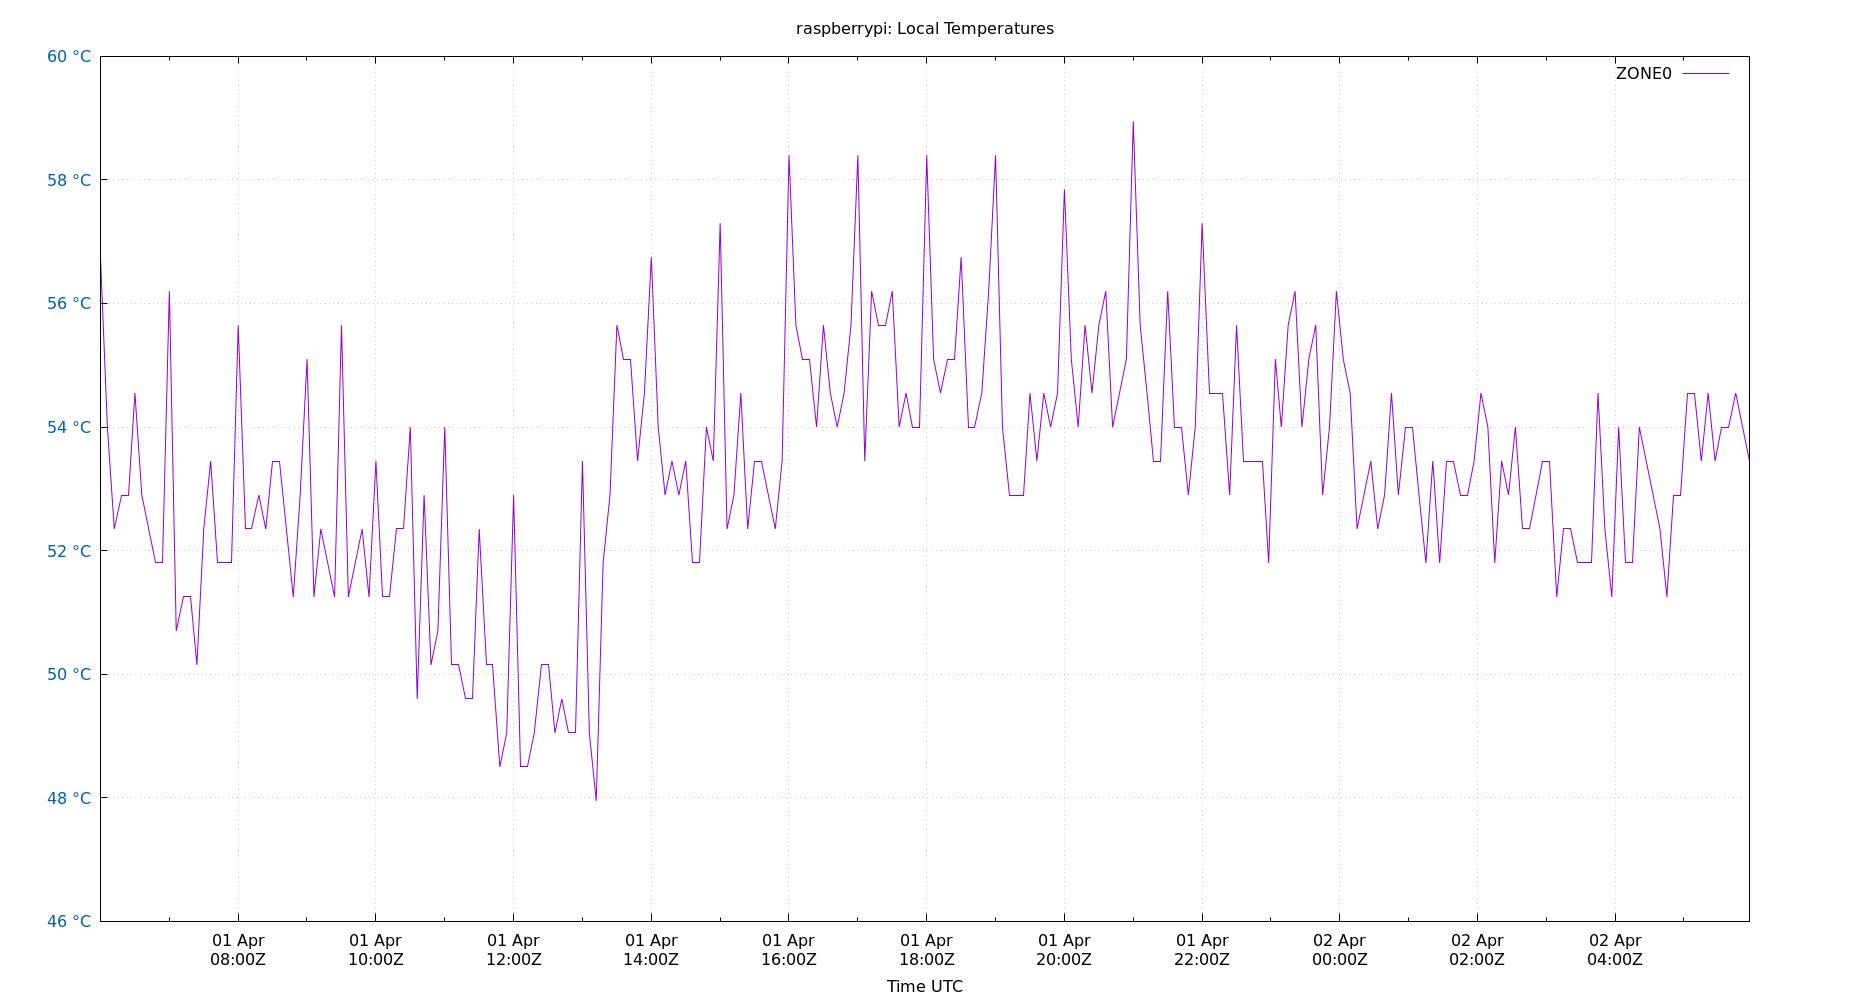 raspberrypi: Local Temperatures
60 °C
ZONE0
58 °C
56 °C
54 °C
52 °C
50 °C
48 °C
46 °C
01 Apr 01 Apr 01 Apr 01 Apr 01 Apr 01 Apr 01 Apr 01 Apr 02 Apr 02 Apr 02 Apr
08:00Z 10:00Z 12:00Z 14:00Z 16:00Z 18:00Z 20:00Z 22:00Z 00:00Z 02:00Z 04:00Z
Time UTC